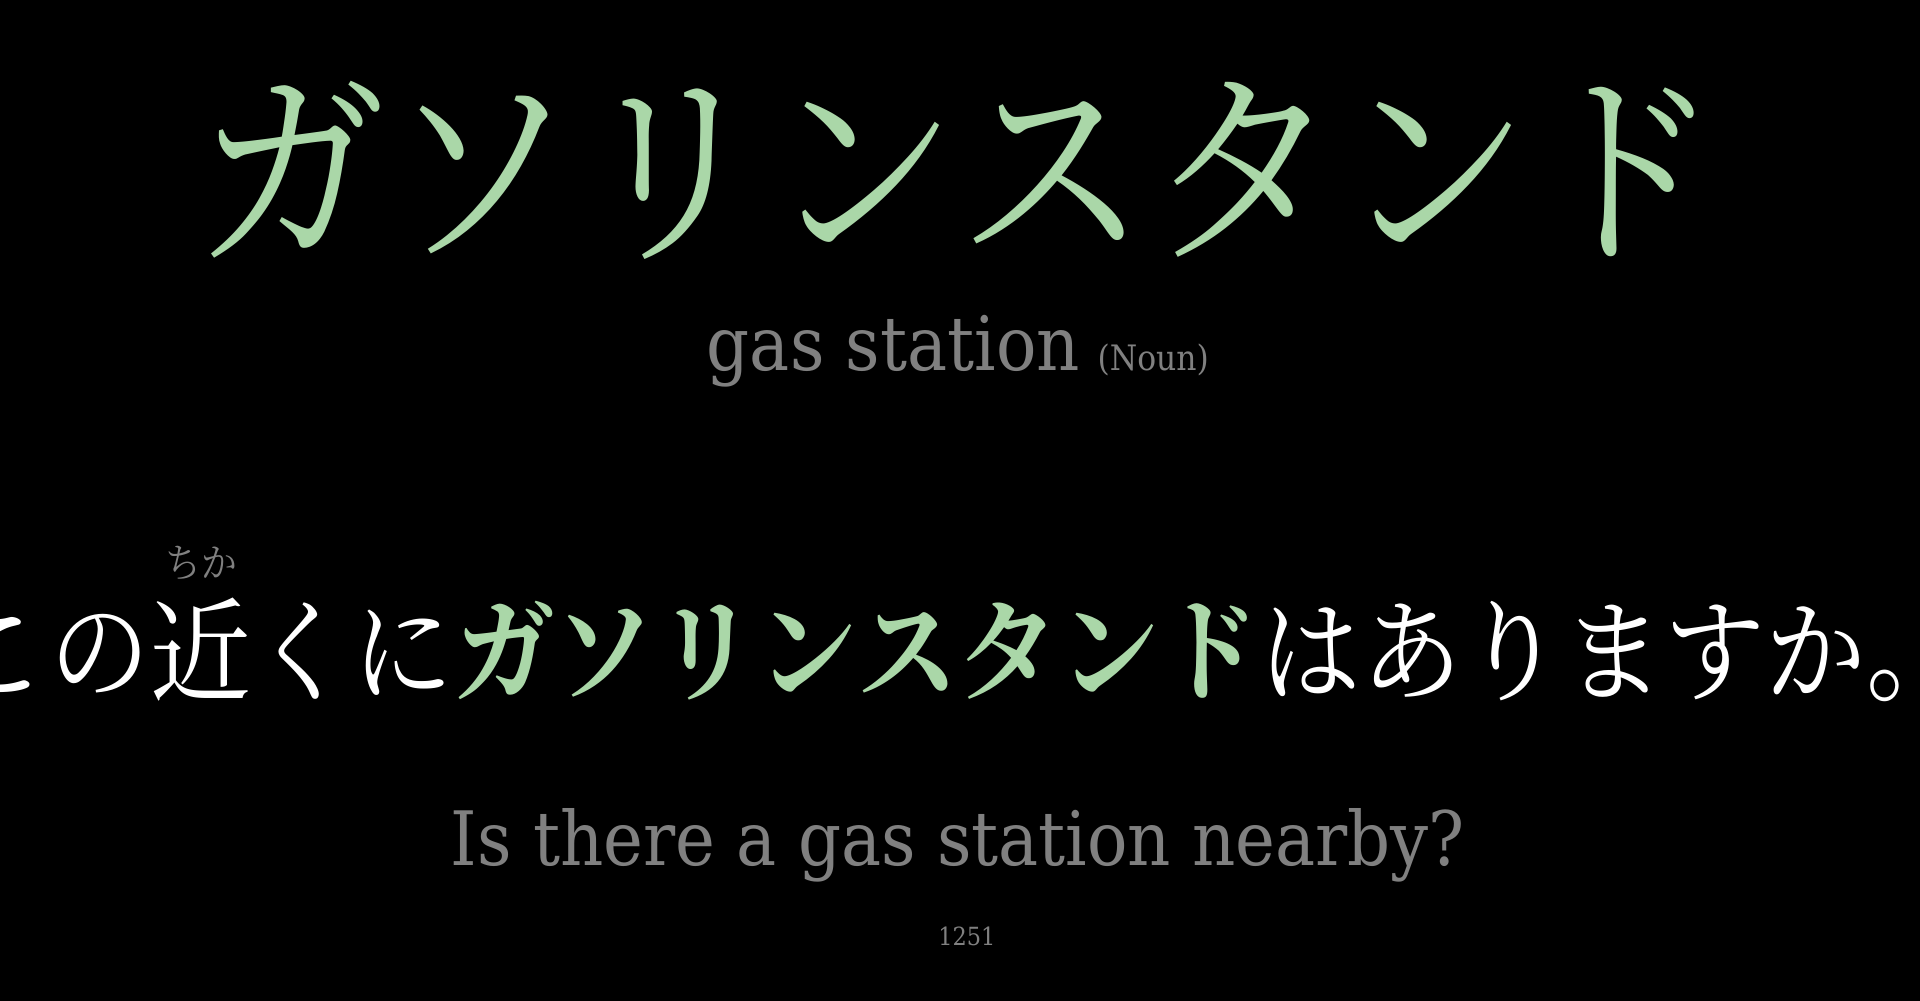 ガソリンスタンド
gas station (Noun)
ちか
この近くにガソリンスタンドはありますか。
Is there a gas station nearby?
1251